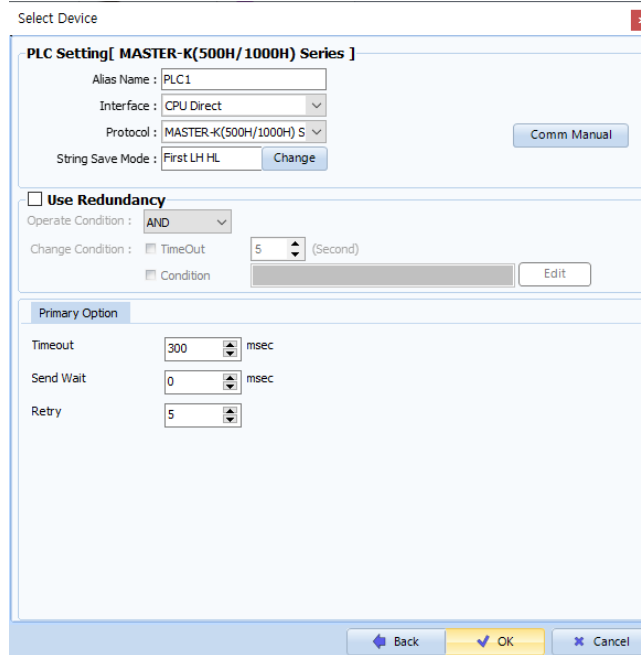 Select Device
PLC Setting[ MASTER-K(500H/1000H) Series ]
Alias Name : PLC1
Interface : CPU Direct
Protocol : MASTER-K(500H/1000H) S
Comm Manual
String Save Mode : First LH HL Change
Use Redundancy
Operate Condition : AND
Change Condition : TimeOut 5 (Second)
Condition Edit
Primary Option
Timeout 300 msec
Send Wait 0 msec
Retry 5
Back OK Cancel